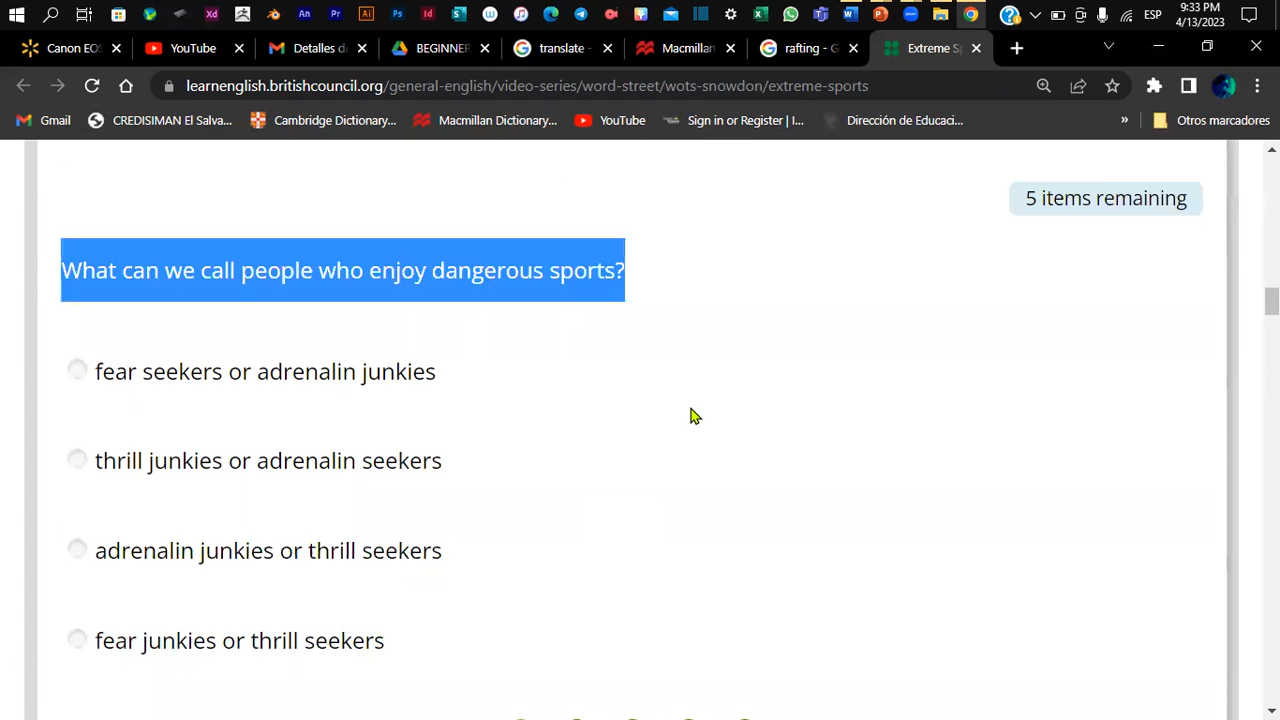 9:33 PM
ESP
4/13/2023
Canon EOS
YouTube
Detalles d
BEGINNER
translate -
Macmillan
rafting - G
Extreme Sp
learnenglish.britishcouncil.org/general-english/video-series/word-street/wots-snowdon/extreme-sports
Gmail
CREDISIMAN El Salva...
Cambridge Dictionary...
Macmillan Dictionary...
YouTube
Sign in or Register | I...
Dirección de Educaci...
»
Otros marcadores
5 items remaining
What can we call people who enjoy dangerous sports?
fear seekers or adrenalin junkies
thrill junkies or adrenalin seekers
adrenalin junkies or thrill seekers
fear junkies or thrill seekers